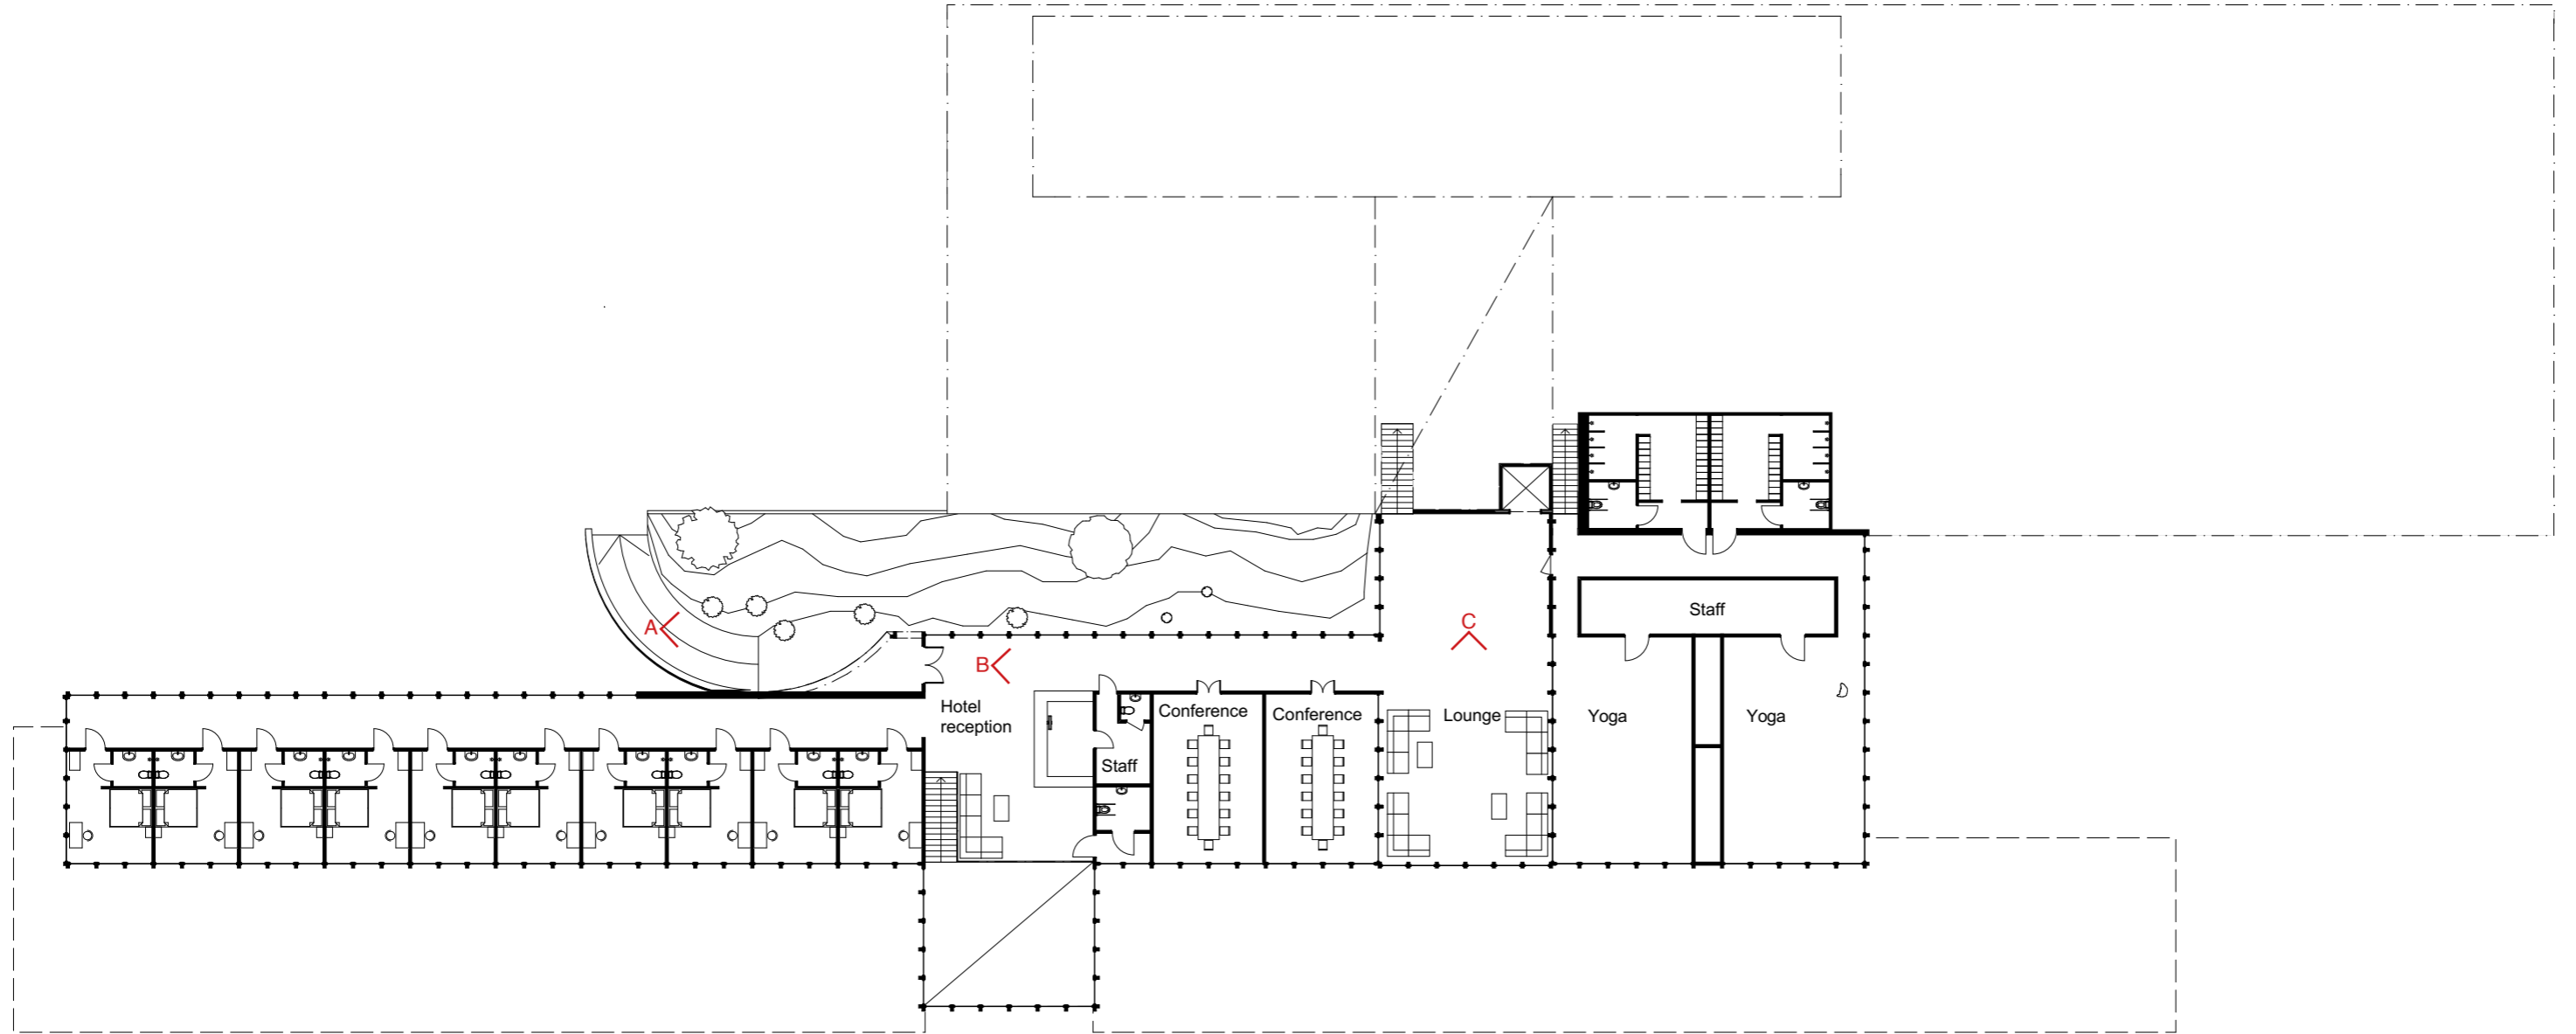 C
Staff
A
B
Hotel
reception
Conference
Conference
Lounge
Yoga
Yoga
Staff